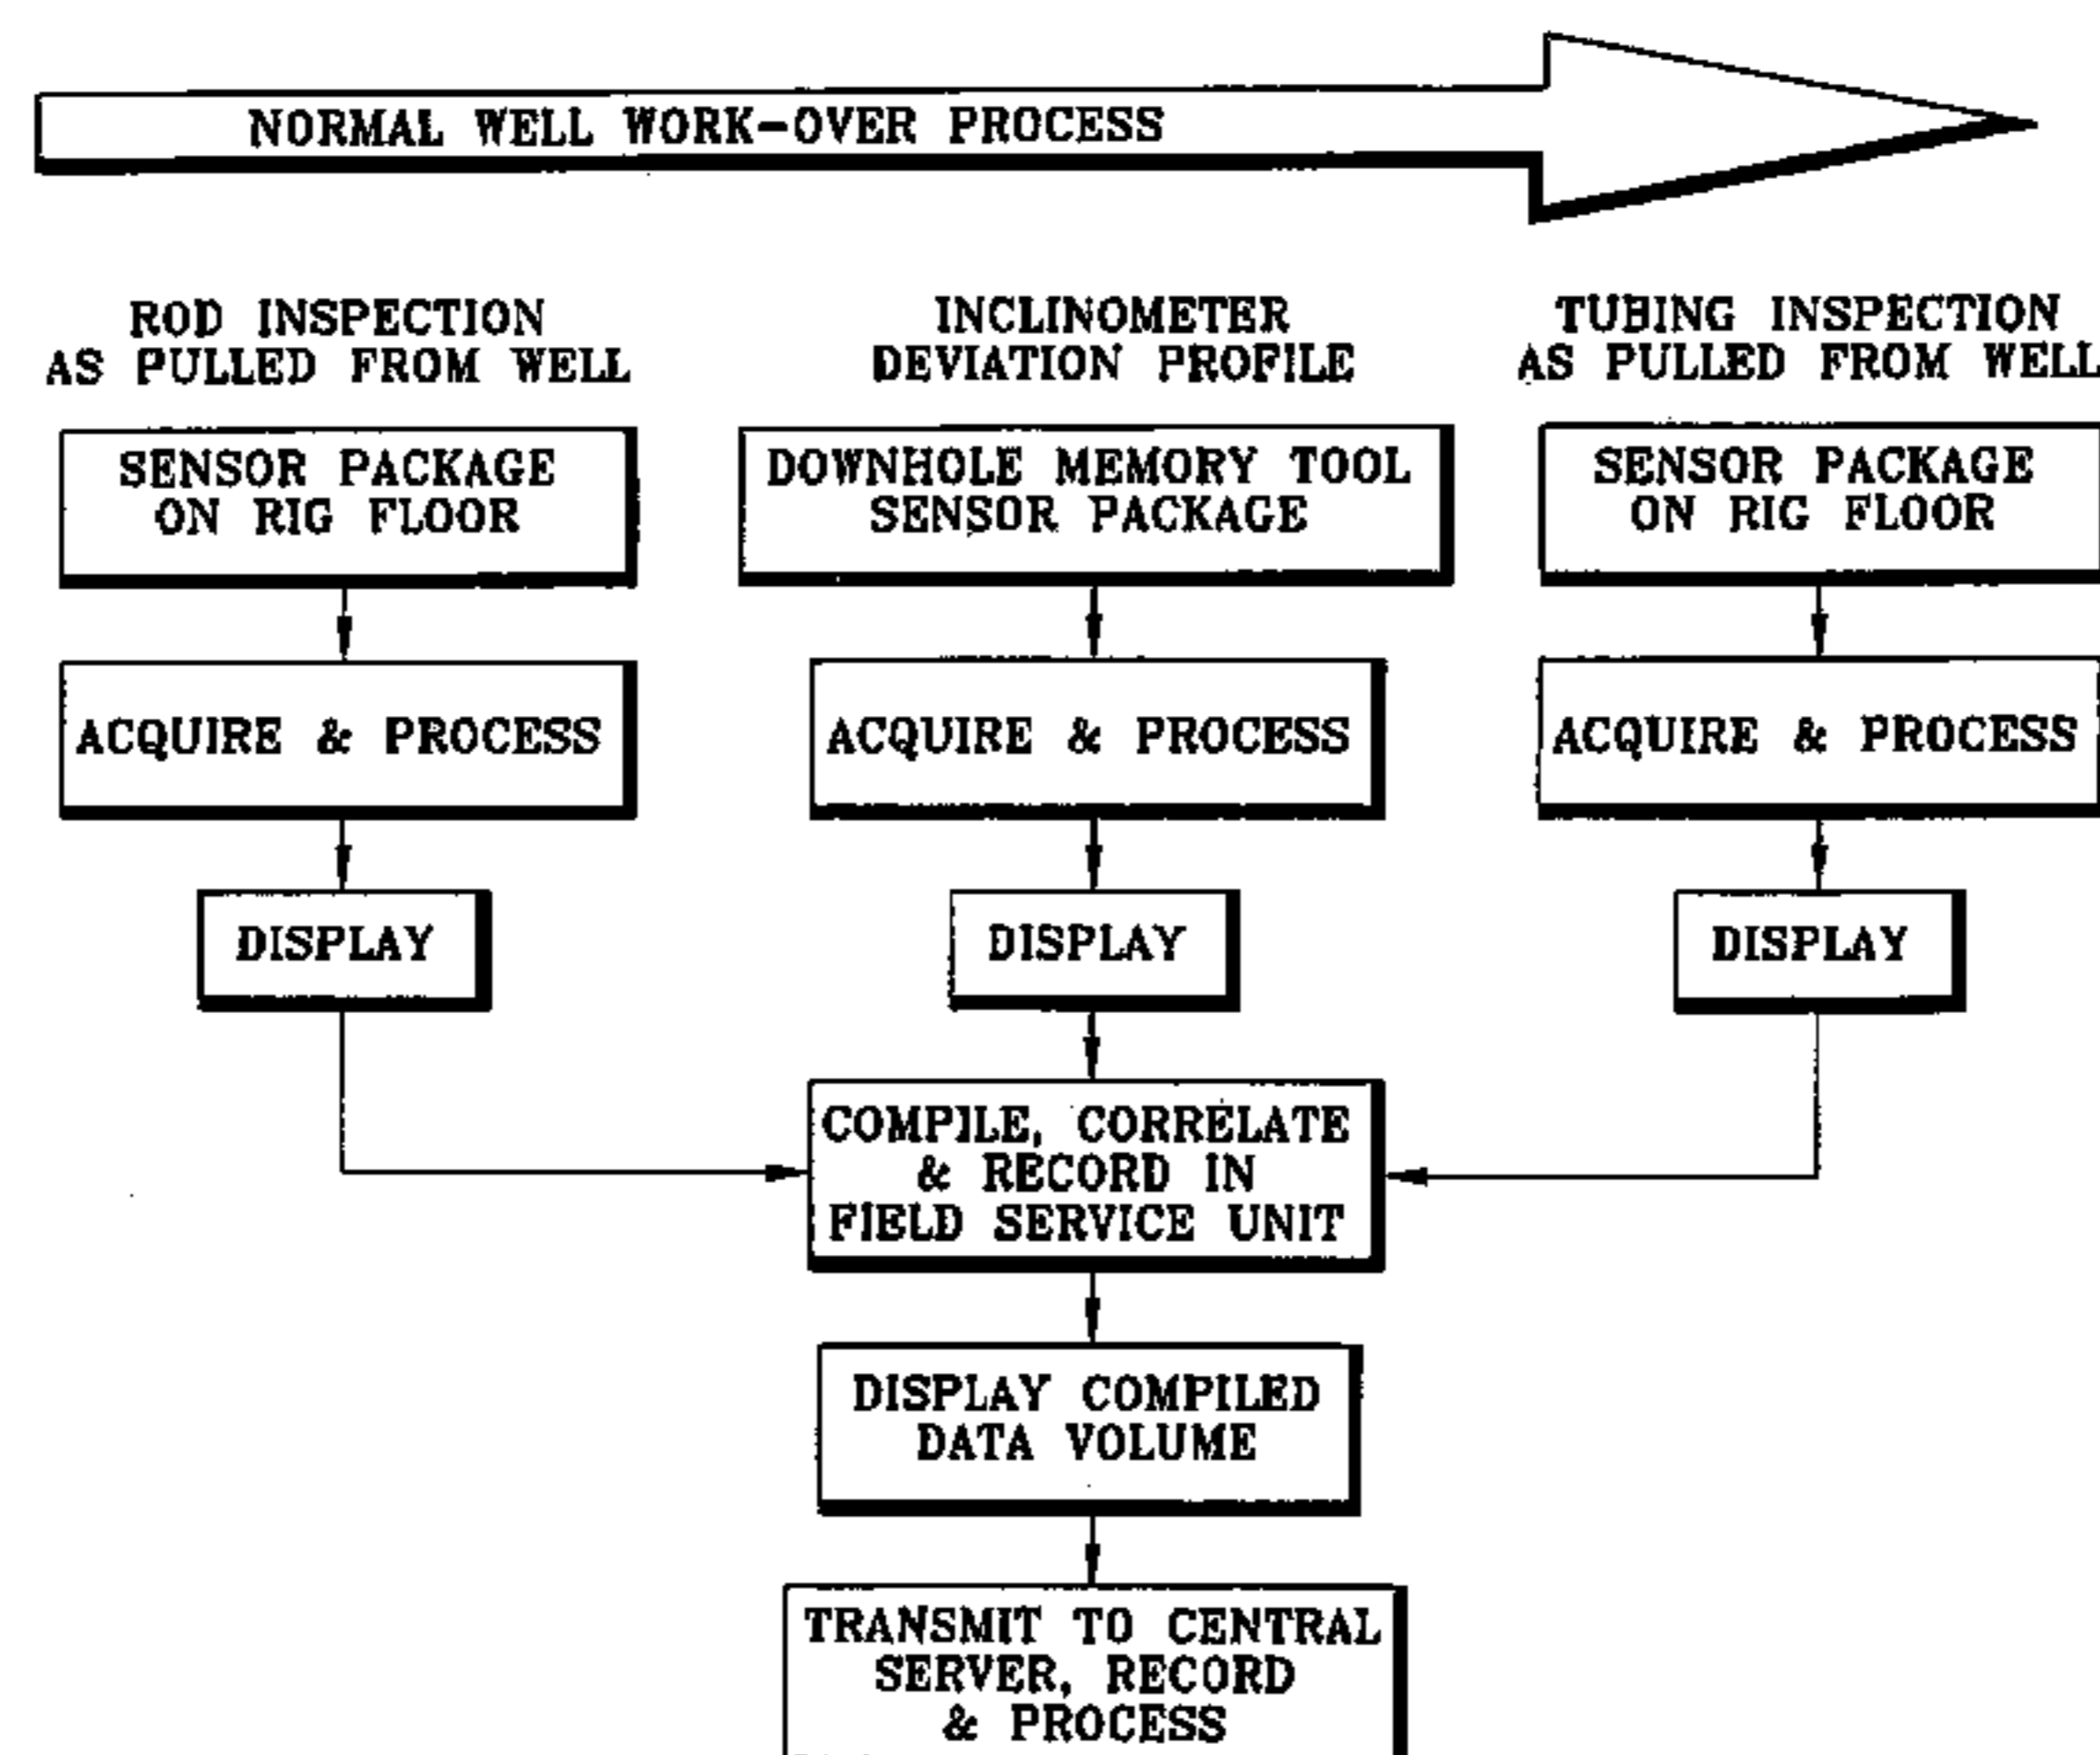 NORMAL WELL WORK-OVER PROCESS
ROD INSPECTION
AS PULLED FROM WELL
INCLINOMETER
DEVIATION PROFILE
TUBING INSPECTION
AS PULLED FROM WELL
SENSOR PACKAGE
ON RIG FLOOR
DOWNHOLE MEMORY TOOL
SENSOR PACKAGE
SENSOR PACKAGE
ON RIG FLOOR
ACQUIRE & PROCESS
ACQUIRE & PROCESS
ACQUIRE & PROCESS
DISPLAY
DISPLAY
DISPLAY
COMPILE, CORRELATE
& RECORD IN
FIELD SERVICE UNIT
DISPLAY COMPILED
DATA VOLUME
TRANSMIT TO CENTRAL
SERVER, RECORD
& PROCESS